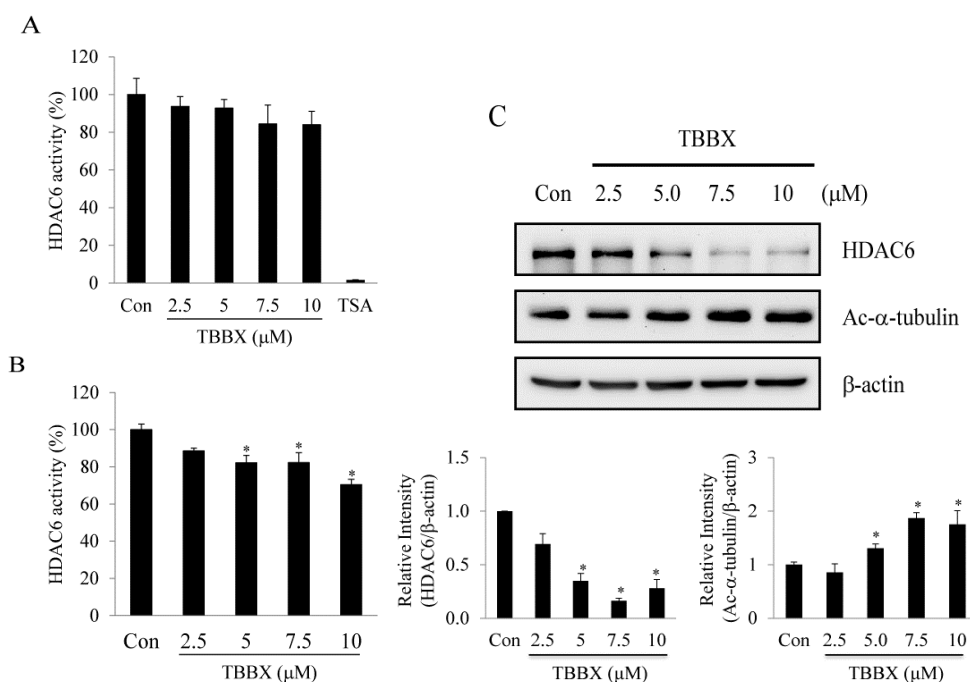 A
HDAC6 activity (%)
120
100
80
60
40
20
0
Con 2.5 5 7.5 10 TSA
TBBX (μM)
B
HDAC6 activity (%)
120
100
80
60
40
20
0
* * *
Con 2.5 5 7.5 10
TBBX (μM)
C
TBBX
Con 2.5 5.0 7.5 10 (μM)
HDAC6
Ac-α-tubulin
β-actin
Relative Intensity
(HDAC6/β-actin)
1.5
1.0
0.5
0.0
* * *
Con 2.5 5 7.5 10
TBBX (μM)
Relative Intensity
(Ac-α-tubulin/β-actin)
3
2
1
0
* * *
Con 2.5 5.0 7.5 10
TBBX (μM)